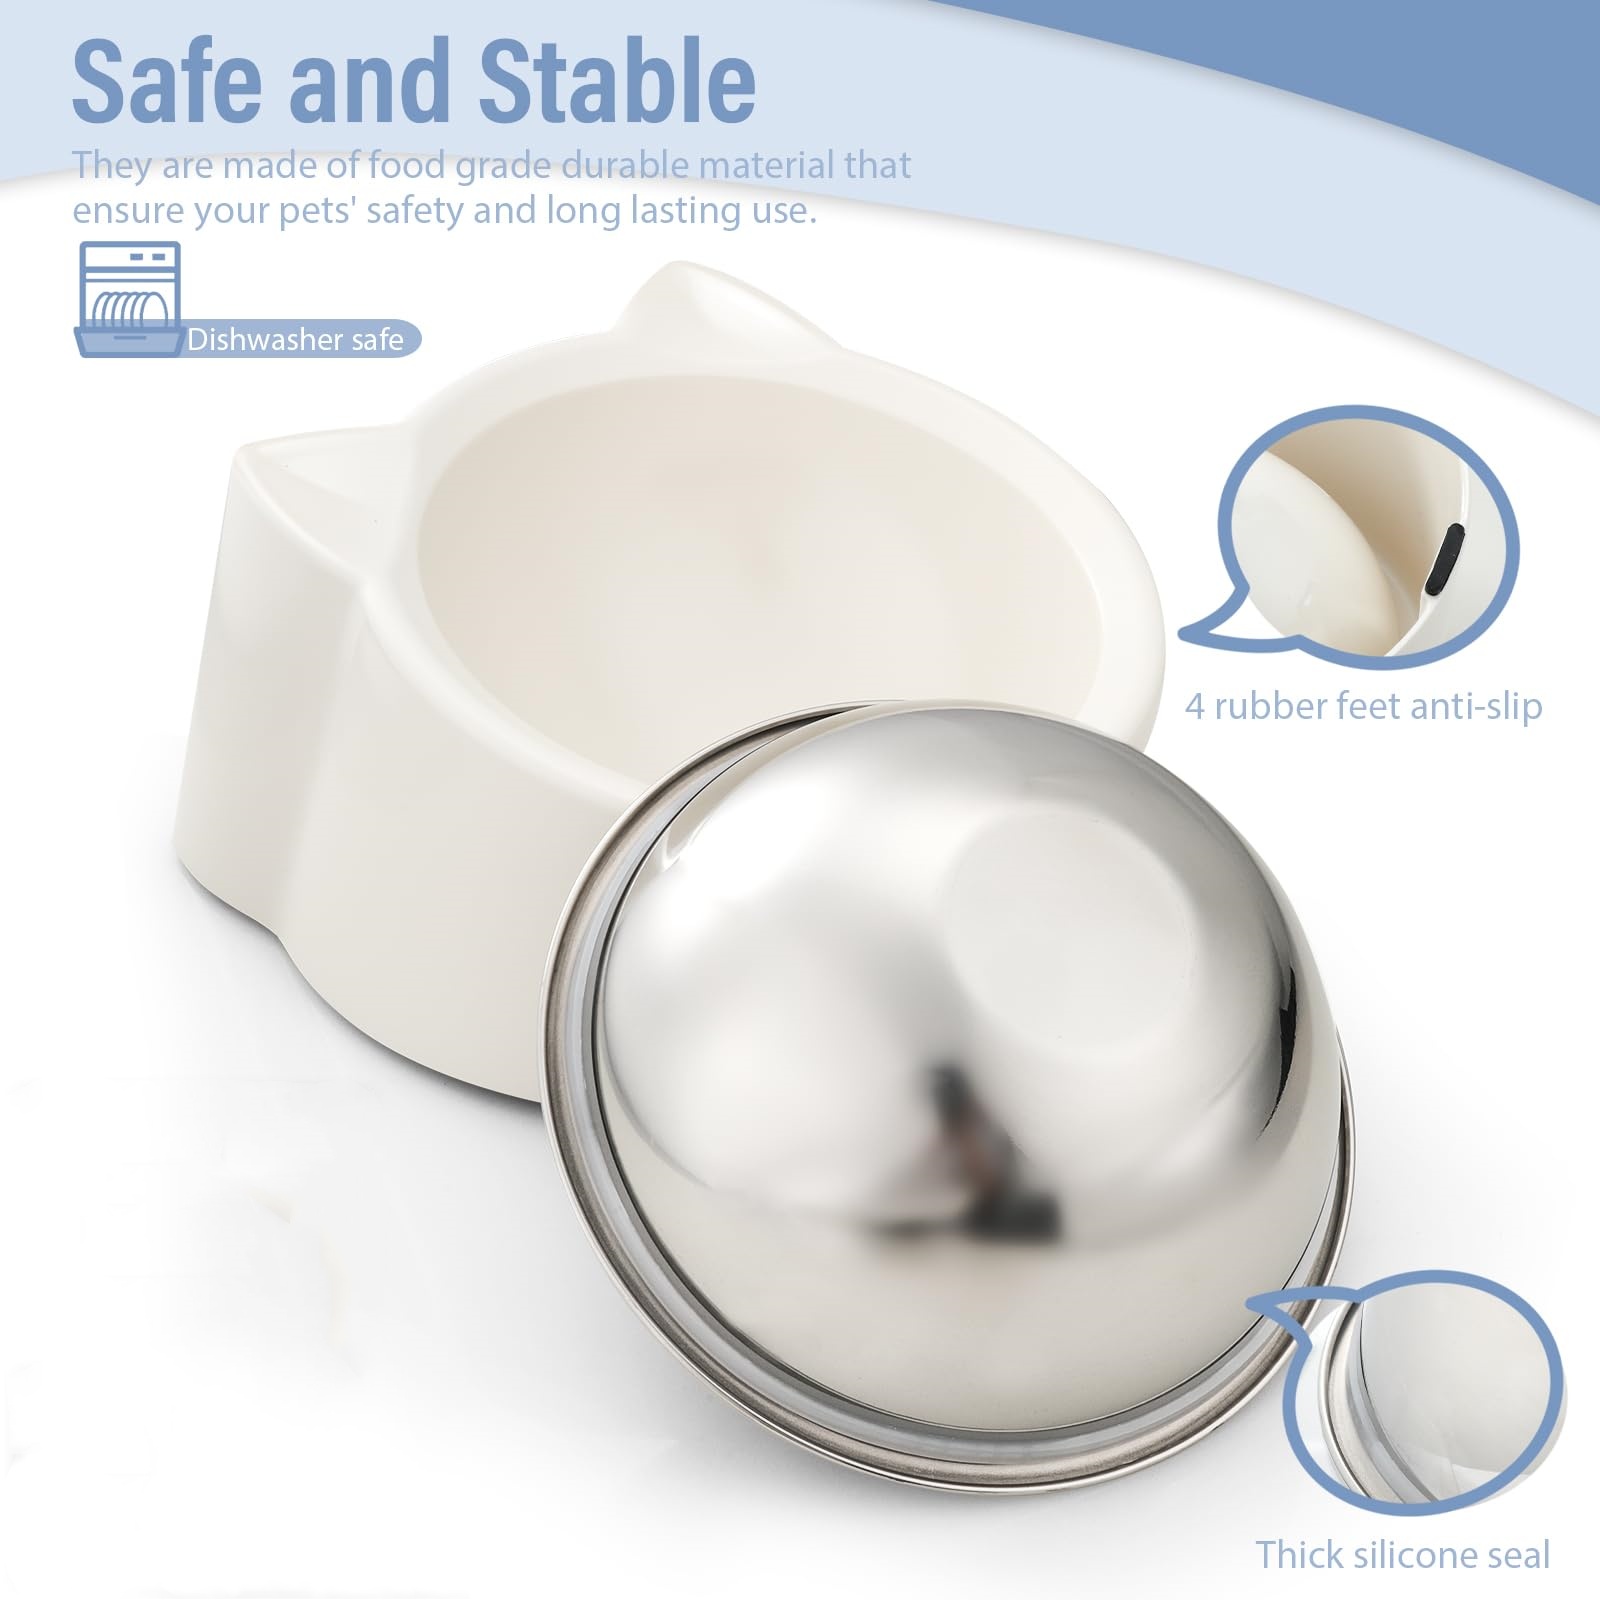 Safe and Stable
They are made of food grade durable material that
ensure your pets' safety and long lasting use.
Dishwasher safe
4 rubber feet anti-slip
Thick silicone seal